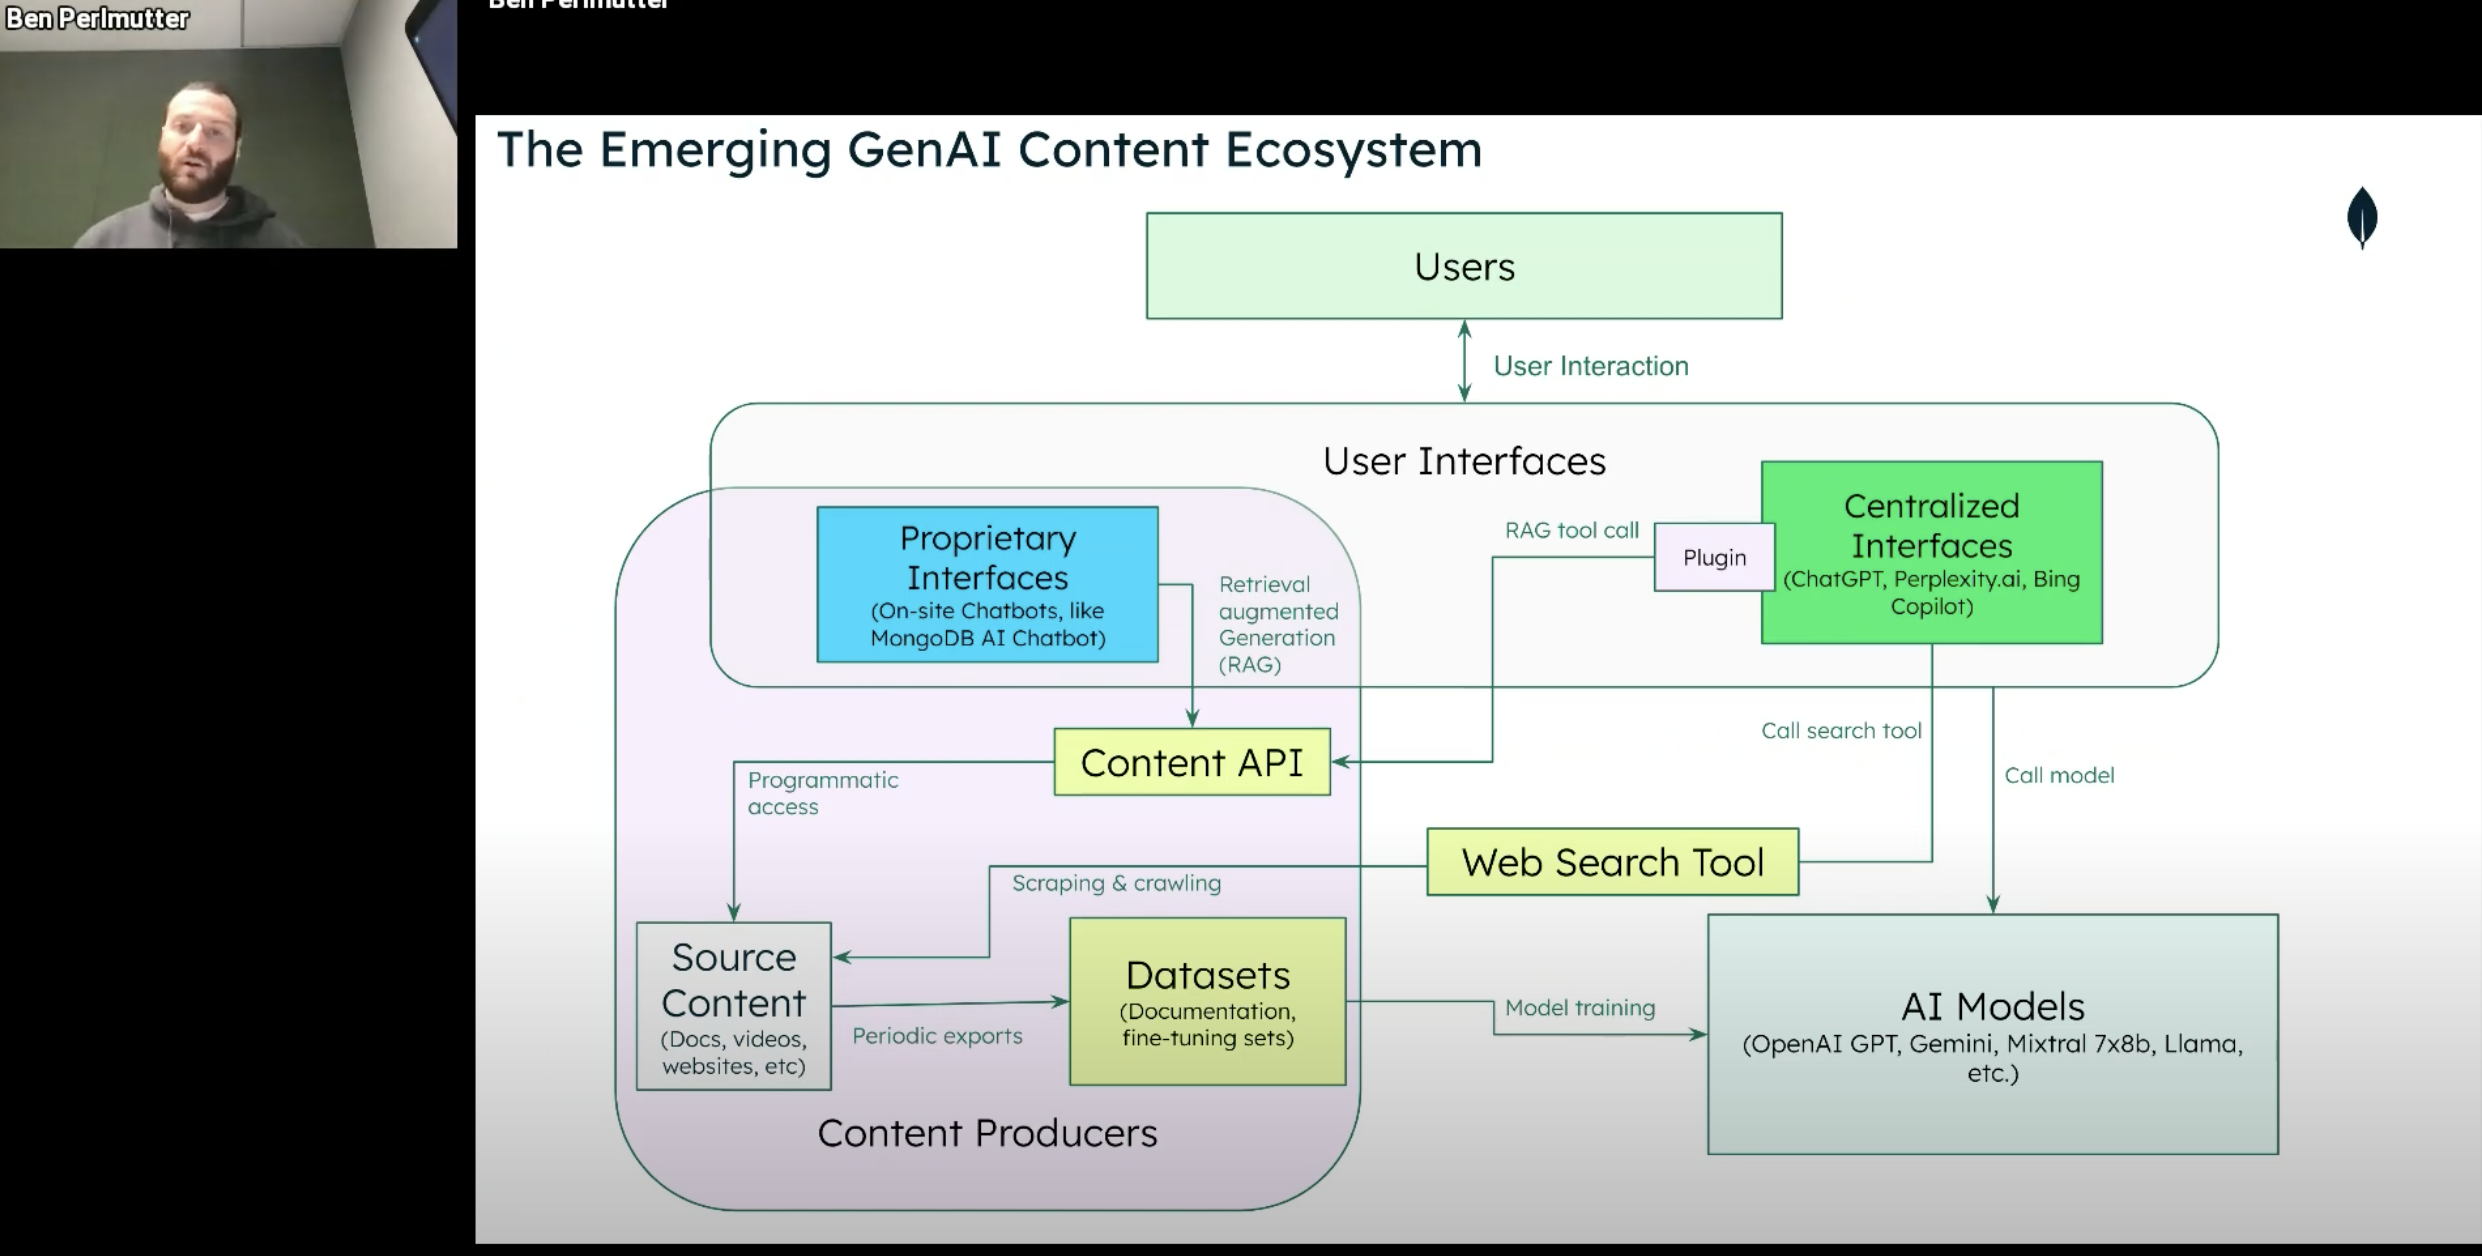 Ben Perlmutter
Ben Perlmutter
The Emerging GenAI Content Ecosystem
Users
User Interaction
User Interfaces
Proprietary
Interfaces
(On-site Chatbots, like
MongoDB AI Chatbot)
Retrieval
augmented
Generation
(RAG)
RAG tool call
Plugin
Centralized
Interfaces
(ChatGPT, Perplexity.ai, Bing
Copilot)
Content API
Programmatic
access
Call search tool
Call model
Web Search Tool
Scraping & crawling
Source
Content
(Docs, videos,
websites, etc)
Periodic exports
Datasets
(Documentation,
fine-tuning sets)
Model training
AI Models
(OpenAI GPT, Gemini, Mixtral 7x8b, Llama,
etc.)
Content Producers